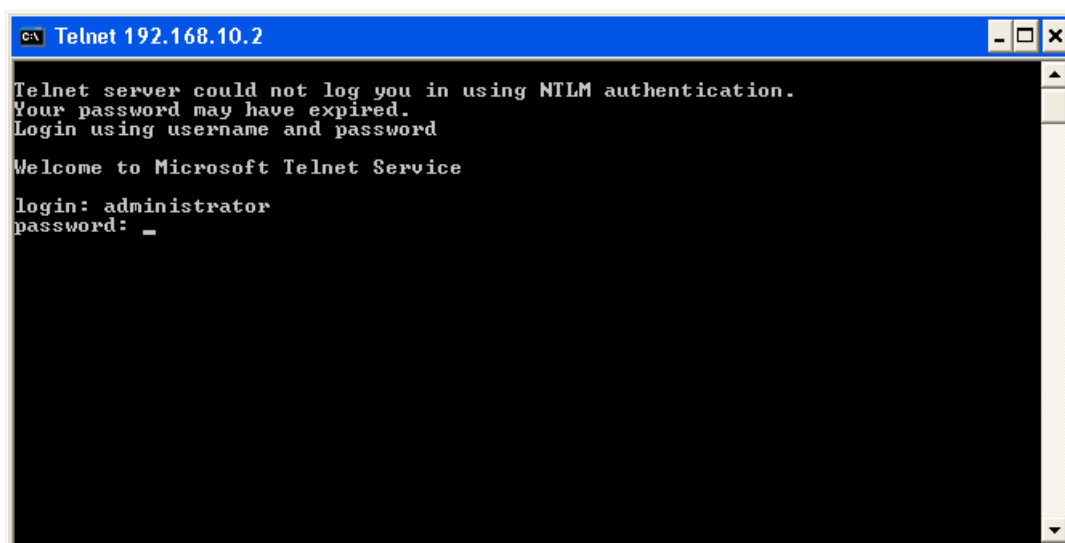 Telnet 192.168.10.2
Telnet server could not log you in using NTLM authentication.
Your password may have expired.
Login using username and password
Welcome to Microsoft Telnet Service
login: administrator
password: _